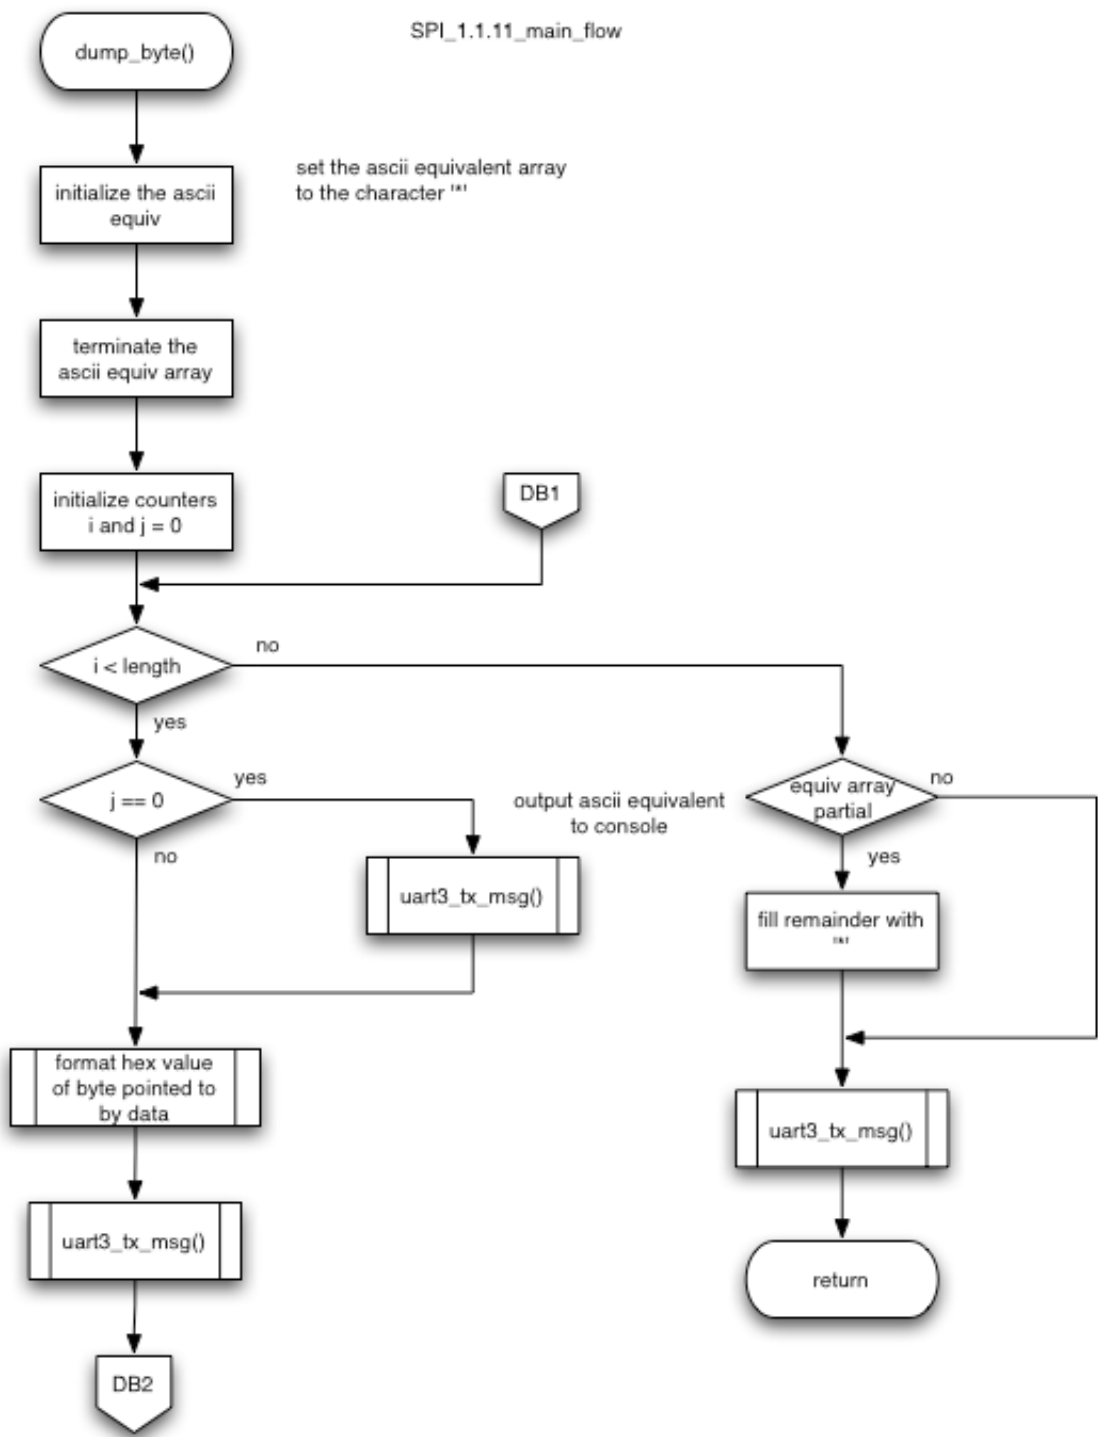 SPI_1.1.11_main_flow
dump_byte()
set the ascii equivalent array
to the character '*'
initialize the ascii
equiv
terminate the
ascii equiv array
initialize counters
i and j = 0
DB1
i < length
no
yes
j == 0
yes
no
output ascii equivalent
to console
uart3_tx_msg()
equiv array
partial
no
yes
fill remainder with
'*'
format hex value
of byte pointed to
by data
uart3_tx_msg()
uart3_tx_msg()
return
DB2